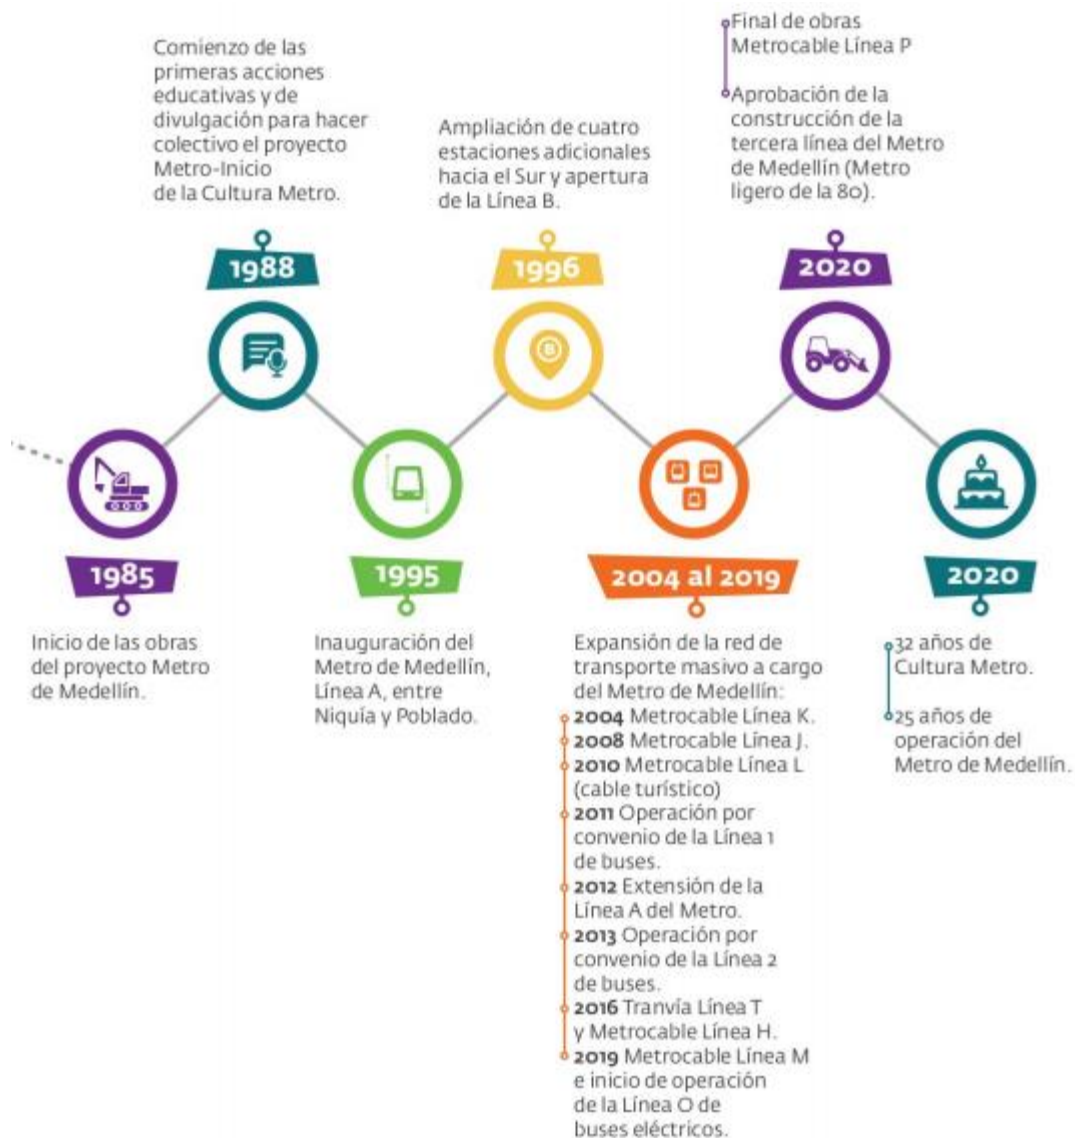 1985
Inicio de las obras
del proyecto Metro
de Medellín.
Comienzo de las
primeras acciones
educativas y de
divulgación para hacer
colectivo el proyecto
Metro-Inicio
de la Cultura Metro.
1988
1995
Inauguración del
Metro de Medellín,
Línea A, entre
Niquía y Poblado.
Ampliación de cuatro
estaciones adicionales
hacia el Sur y apertura
de la Línea B.
1996
B
2004 al 2019
Expansión de la red de
transporte masivo a cargo
del Metro de Medellín:
2004 Metrocable Línea K.
2008 Metrocable Línea J.
2010 Metrocable Línea L
(cable turístico)
2011 Operación por
convenio de la Línea 1
de buses.
2012 Extensión de la
Línea A del Metro.
2013 Operación por
convenio de la Línea 2
de buses.
2016 Tranvía Línea T
y Metrocable Línea H.
2019 Metrocable Línea M
e inicio de operación
de la Línea O de
buses eléctricos.
Final de obras
Metrocable Línea P
Aprobación de la
construcción de la
tercera línea del Metro
de Medellín (Metro
ligero de la 80).
2020
2020
32 años de
Cultura Metro.
25 años de
operación del
Metro de Medellín.